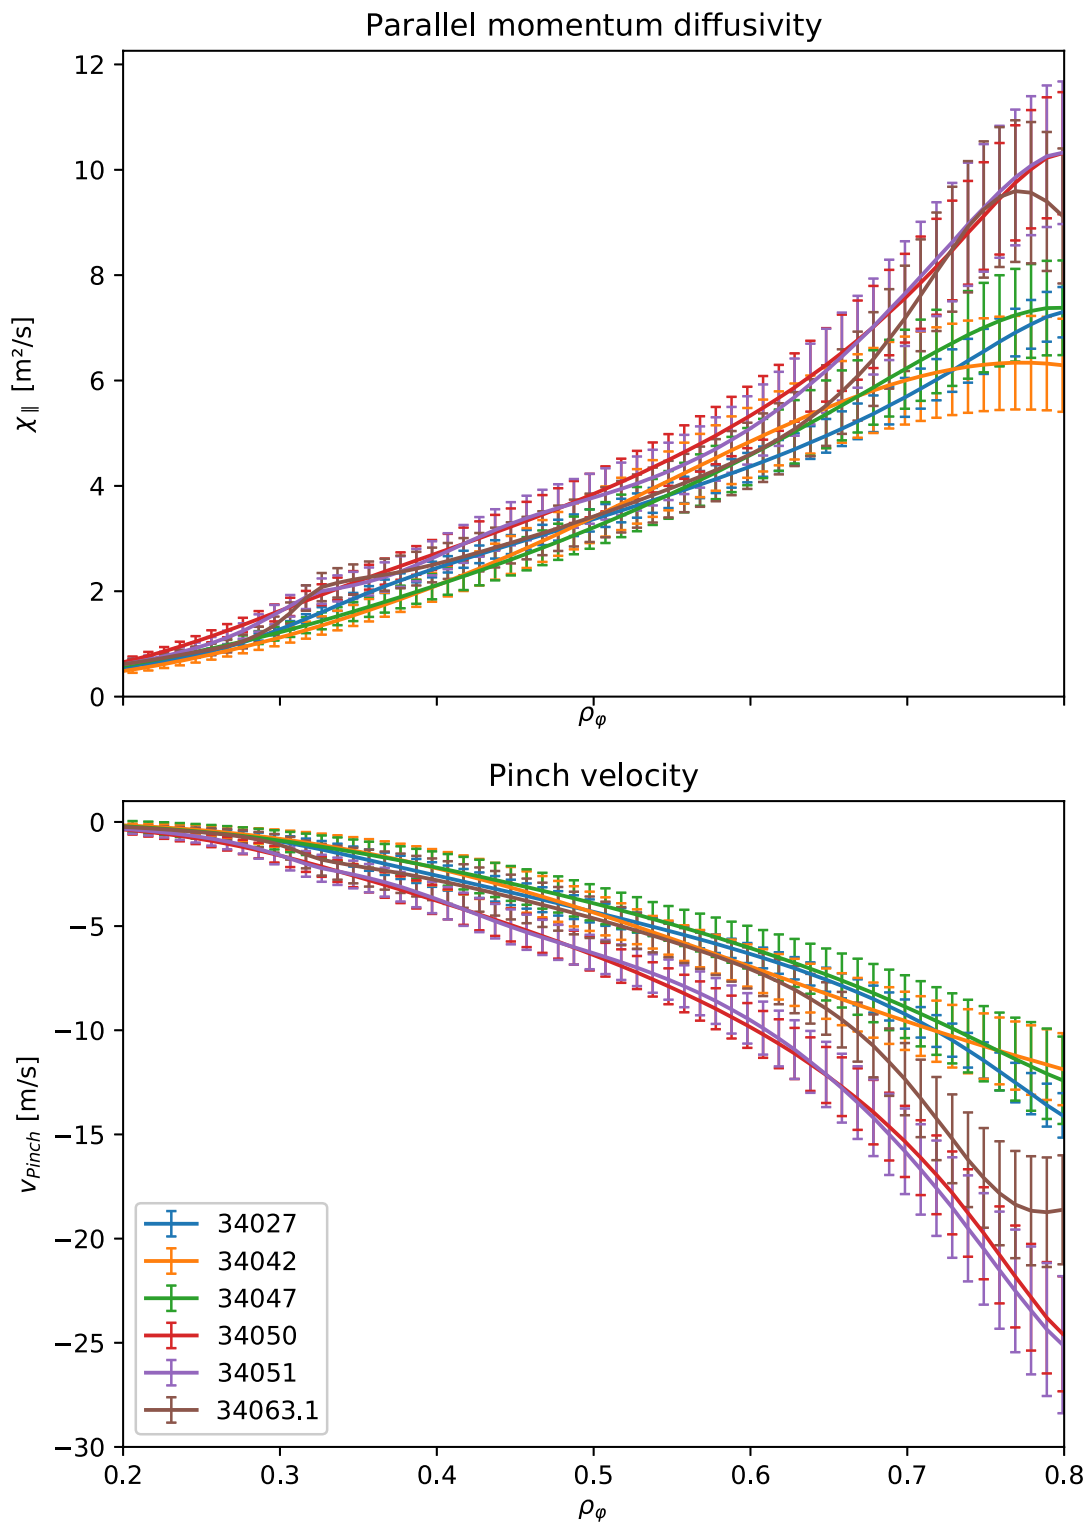 Parallel momentum diffusivity
12
10
8
6
4
2
0
χ∥ [m²/s]
ρφ
Pinch velocity
0
−5
−10
−15
−20
−25
−30
vPinch [m/s]
34027
34042
34047
34050
34051
34063.1
0.2 0.3 0.4 0.5 0.6 0.7 0.8
ρφ